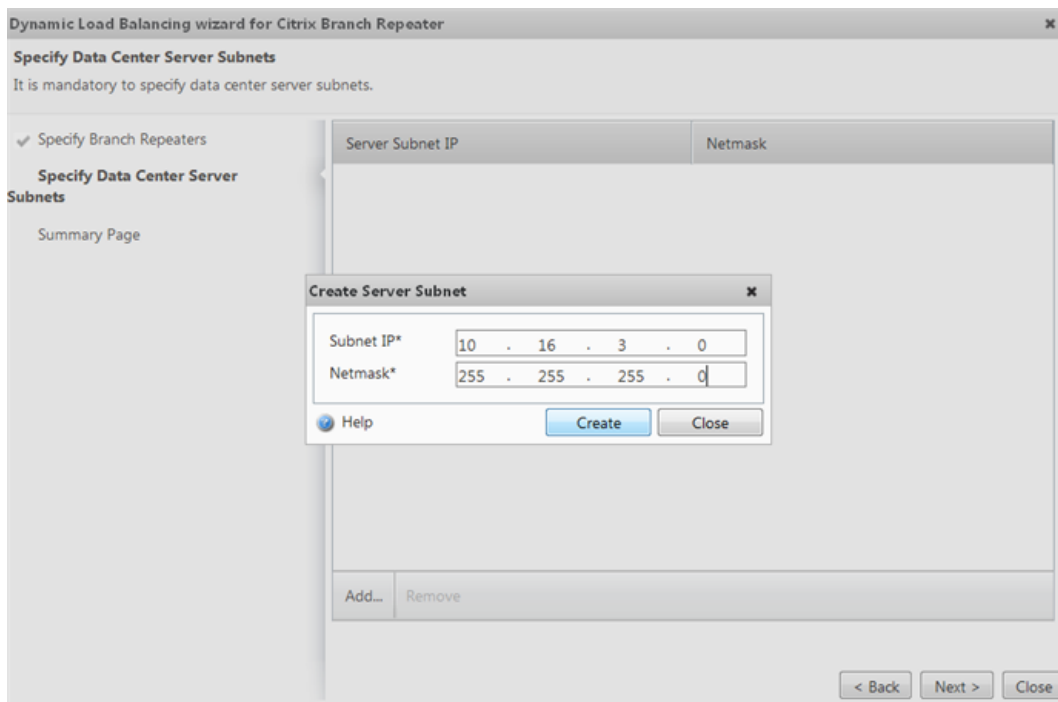 Dynamic Load Balancing wizard for Citrix Branch Repeater
Specify Data Center Server Subnets
It is mandatory to specify data center server subnets.
Specify Branch Repeaters
Specify Data Center Server
Subnets
Summary Page
Server Subnet IP Netmask
Create Server Subnet
Subnet IP* 10 . 16 . 3 . 0
Netmask* 255 . 255 . 255 . 0
Help Create Close
Add... Remove
< Back Next > Close